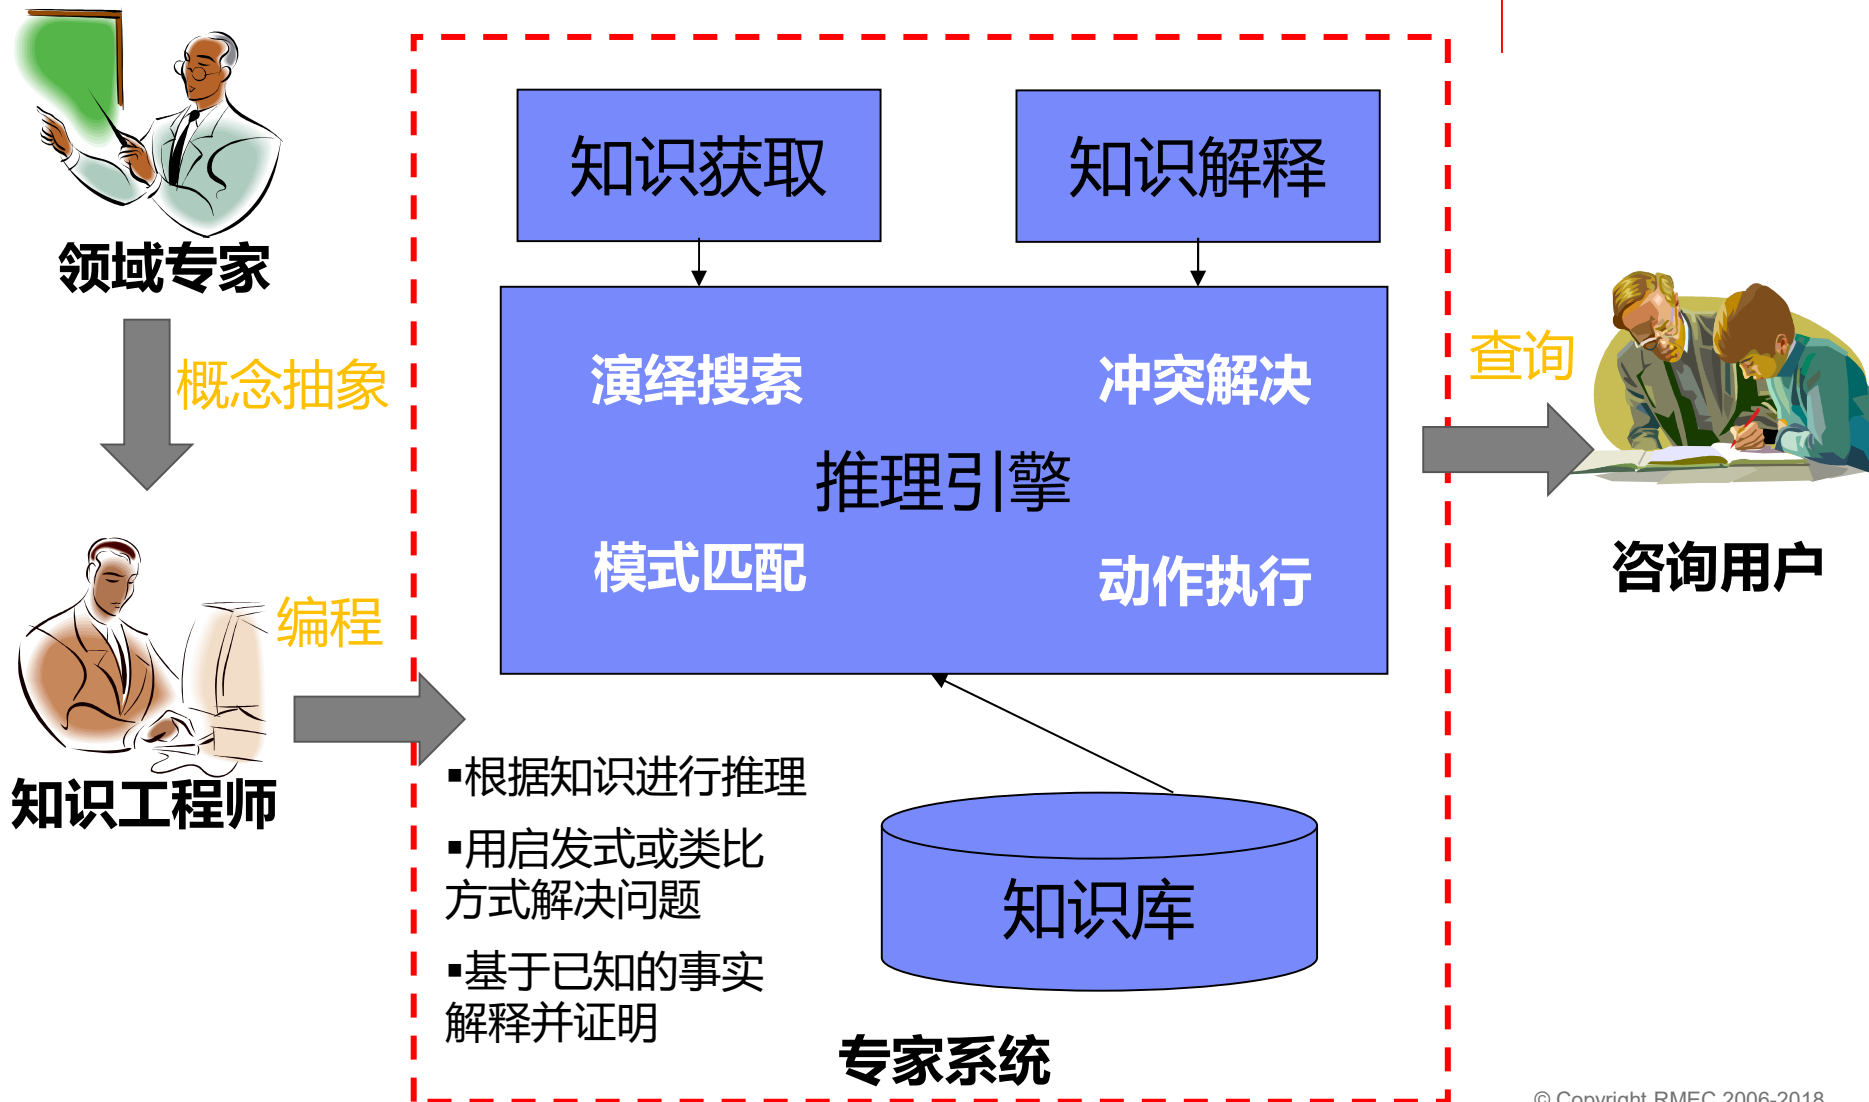 领域专家
概念抽象
知识工程师
编程
知识获取
知识解释
演绎搜索
冲突解决
推理引擎
模式匹配
动作执行
▪根据知识进行推理
▪用启发式或类比
方式解决问题
▪基于已知的事实
解释并证明
知识库
专家系统
查询
咨询用户
© Copyright RMEC 2006-2018